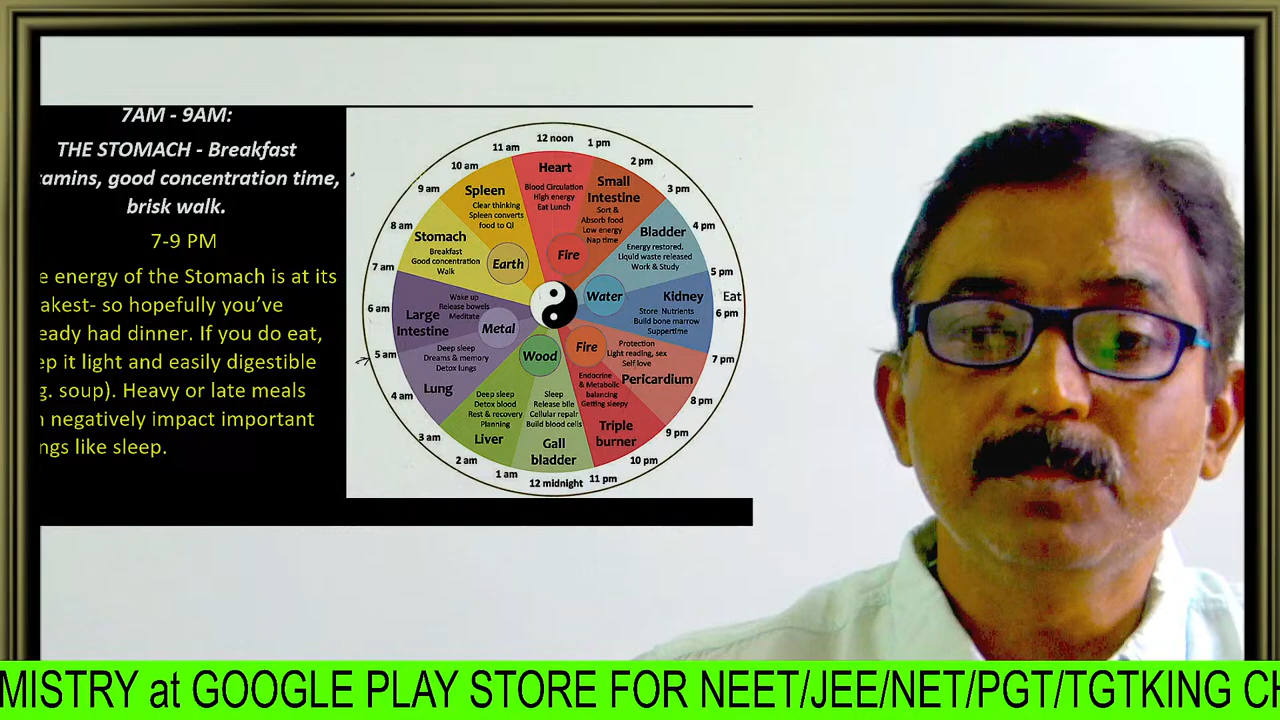 7AM - 9AM:
THE STOMACH - Breakfast
amins, good concentration time,
brisk walk.
7-9 PM
e energy of the Stomach is at its
akest- so hopefully you've
eady had dinner. If you do eat,
ep it light and easily digestible
g. soup). Heavy or late meals
n negatively impact important
ngs like sleep.
12 noon
1 pm
2 pm
3 pm
4 pm
5 pm
Eat
6 pm
7 pm
8 pm
9 pm
10 pm
11 pm
12 midnight
1 am
2 am
3 am
4 am
5 am
6 am
7 am
8 am
9 am
10 am
11 am
Heart
Blood Circulation
High energy
Eat Lunch
Small
Intestine
Sort &
Absorb food
Low energy
Nap time
Fire
Bladder
Energy restored,
Liquid waste released
Work & Study
Water
Kidney
Store Nutrients
Build bone marrow
Suppertime
Protection
Light reading, sex
Self love
Pericardium
Fire
Endocrine
& Metabolic
balancing
Getting sleepy
Triple
burner
Sleep
Release bile
Cellular repair
Build blood cells
Gall
bladder
Wood
Deep sleep
Detox blood
Rest & recovery
Planning
Liver
Deep sleep
Dreams & memory
Detox lungs
Lung
Metal
Wake up
Release bowels
Meditate
Large
Intestine
Stomach
Breakfast
Good concentration
Walk
Earth
Spleen
Clear thinking
Spleen converts
food to QI
MISTRY at GOOGLE PLAY STORE FOR NEET/JEE/NET/PGT/TGTKING CH